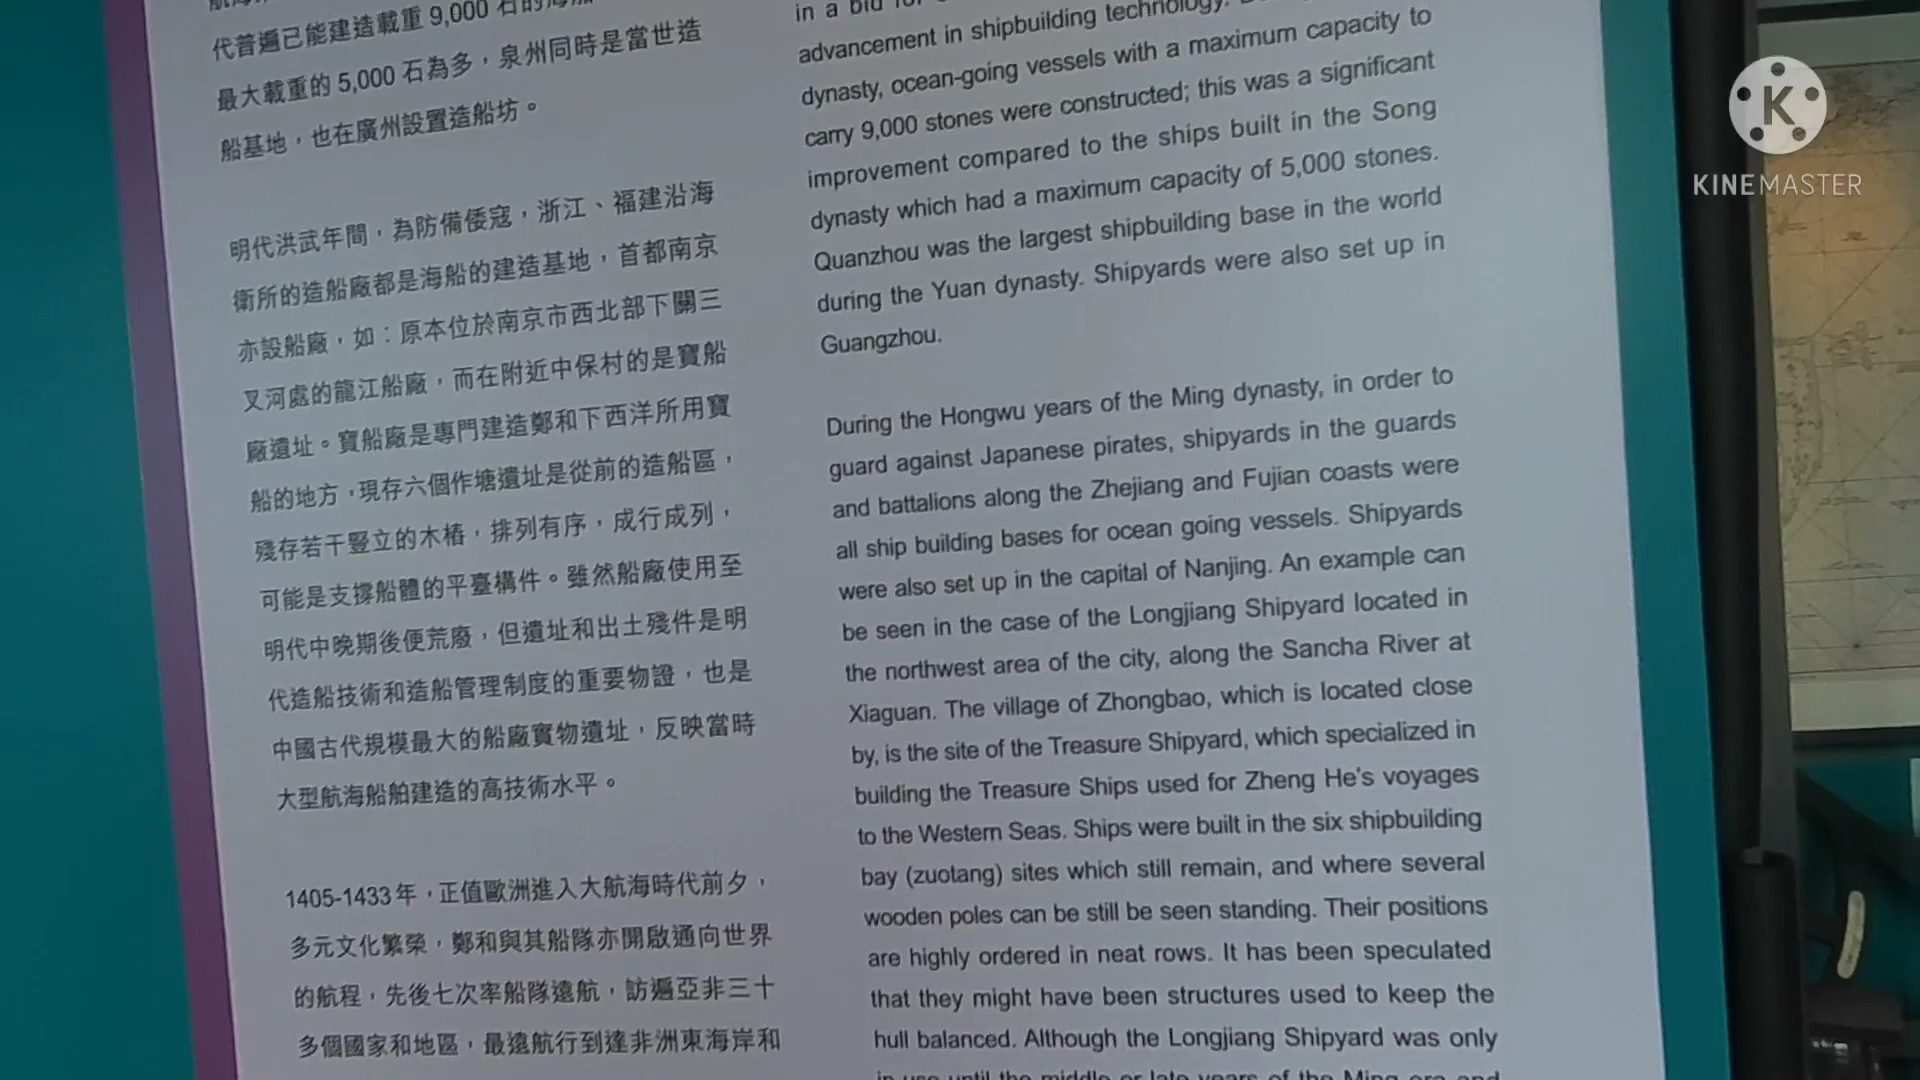 代普遍已能建造載重 9,000 石的海船
最大載重的 5,000 石為多，泉州同時是當世造
船基地，也在廣州設置造船坊。
明代洪武年間，為防備倭寇，浙江、福建沿海
衛所的造船廠都是海船的建造基地，首都南京
亦設船廠，如：原本位於南京市西北部下關三
叉河處的龍江船廠，而在附近中保村的是寶船
廠遺址。寶船廠是專門建造鄭和下西洋所用寶
船的地方，現存六個作塘遺址是從前的造船區，
殘存若干豎立的木樁，排列有序，成行成列，
可能是支撐船體的平臺構件。雖然船廠使用至
明代中晚期後便荒廢，但遺址和出土殘件是明
代造船技術和造船管理制度的重要物證，也是
中國古代規模最大的船廠實物遺址，反映當時
大型航海船舶建造的高技術水平。
1405-1433年，正值歐洲進入大航海時代前夕，
多元文化繁榮，鄭和與其船隊亦開啟通向世界
的航程，先後七次率船隊遠航，訪遍亞非三十
多個國家和地區，最遠航行到達非洲東海岸和
in a bid for
advancement in shipbuilding technology.
dynasty, ocean-going vessels with a maximum capacity to
carry 9,000 stones were constructed; this was a significant
improvement compared to the ships built in the Song
dynasty which had a maximum capacity of 5,000 stones.
Quanzhou was the largest shipbuilding base in the world
during the Yuan dynasty. Shipyards were also set up in
Guangzhou.
During the Hongwu years of the Ming dynasty, in order to
guard against Japanese pirates, shipyards in the guards
and battalions along the Zhejiang and Fujian coasts were
all ship building bases for ocean going vessels. Shipyards
were also set up in the capital of Nanjing. An example can
be seen in the case of the Longjiang Shipyard located in
the northwest area of the city, along the Sancha River at
Xiaguan. The village of Zhongbao, which is located close
by, is the site of the Treasure Shipyard, which specialized in
building the Treasure Ships used for Zheng He's voyages
to the Western Seas. Ships were built in the six shipbuilding
bay (zuotang) sites which still remain, and where several
wooden poles can be still be seen standing. Their positions
are highly ordered in neat rows. It has been speculated
that they might have been structures used to keep the
hull balanced. Although the Longjiang Shipyard was only
in use until the middle or late years of the Ming era and
K
KINEMASTER